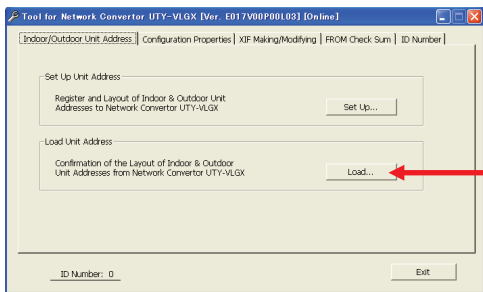 Tool for Network Convertor UTY-VLGX [Ver. E017V00P00L03] [Online]
Indoor/Outdoor Unit Address Configuration Properties XIF Making/Modifying FROM Check Sum ID Number
Set Up Unit Address
Register and Layout of Indoor & Outdoor Unit
Addresses to Network Convertor UTY-VLGX
Set Up...
Load Unit Address
Confirmation of the Layout of Indoor & Outdoor
Unit Addresses from Network Convertor UTY-VLGX
Load...
ID Number: 0
Exit